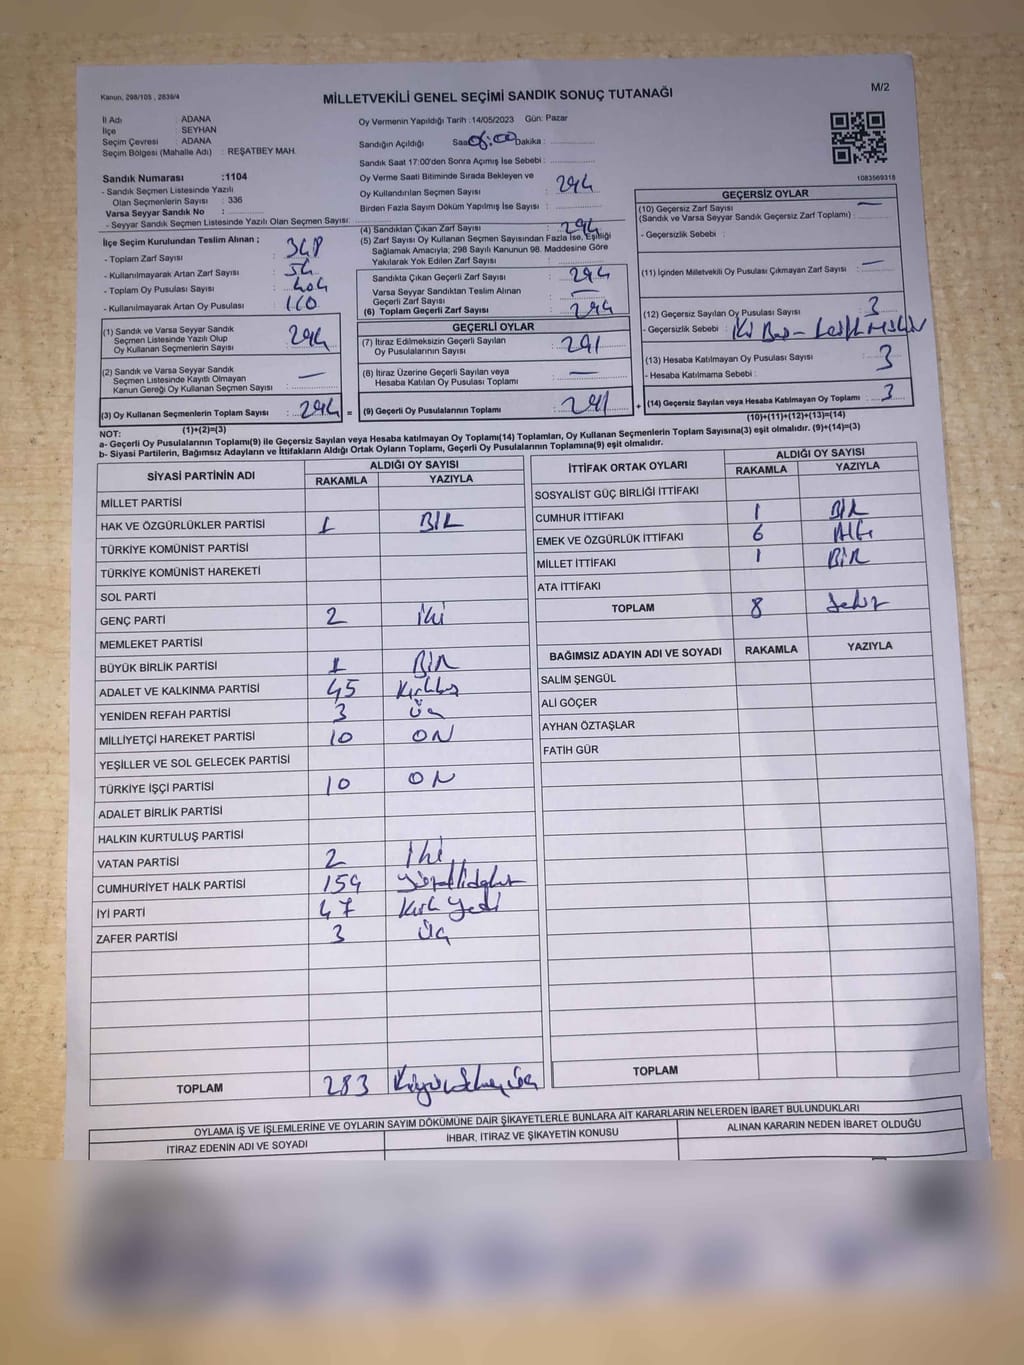 Kanun, 298/105 , 2839/4
MİLLETVEKİLİ GENEL SEÇİMİ SANDIK SONUÇ TUTANAĞI
M/2
İl Adı : ADANA
İlçe : SEYHAN
Seçim Çevresi : ADANA
Seçim Bölgesi (Mahalle Adı) : REŞATBEY MAH.
Sandık Numarası :1104
- Sandık Seçmen Listesinde Yazılı
Olan Seçmenlerin Sayısı : 336
Varsa Seyyar Sandık No :
- Seyyar Sandık Seçmen Listesinde Yazılı Olan Seçmen Sayısı:
İlçe Seçim Kurulundan Teslim Alınan ;
- Toplam Zarf Sayısı :
- Kullanılmayarak Artan Zarf Sayısı : 54
- Toplam Oy Pusulası Sayısı : 404
- Kullanılmayarak Artan Oy Pusulası : 110
(1) Sandık ve Varsa Seyyar Sandık
Seçmen Listesinde Yazılı Olup
Oy Kullanan Seçmenlerin Sayısı : 294
(2) Sandık ve Varsa Seyyar Sandık
Seçmen Listesinde Kayıtlı Olmayan
Kanun Gereği Oy Kullanan Seçmen Sayısı : —
(3) Oy Kullanan Seçmenlerin Toplam Sayısı : 294 =
(1)+(2)=(3)
Oy Vermenin Yapıldığı Tarih :14/05/2023 Gün: Pazar
Sandığın Açıldığı Saat 08:00 Dakika :
Sandık Saat 17:00'den Sonra Açımış İse Sebebi :
Oy Verme Saati Bitiminde Sırada Bekleyen ve
Oy Kullandırılan Seçmen Sayısı : 294
Birden Fazla Sayım Döküm Yapılmış İse Sayısı :
(4) Sandıktan Çıkan Zarf Sayısı : 294
(5) Zarf Sayısı Oy Kullanan Seçmen Sayısından Fazla İse, Eşitliği
Sağlamak Amacıyla; 298 Sayılı Kanunun 98. Maddesine Göre
Yakılarak Yok Edilen Zarf Sayısı :
Sandıkta Çıkan Geçerli Zarf Sayısı : 294
Varsa Seyyar Sandıktan Teslim Alınan
Geçerli Zarf Sayısı : —
(6) Toplam Geçerli Zarf Sayısı : 294
GEÇERLİ OYLAR
(7) İtiraz Edilmeksizin Geçerli Sayılan
Oy Pusulalarının Sayısı : 291
(8) İtiraz Üzerine Geçerli Sayılan veya
Hesaba Katılan Oy Pusulası Toplamı : —
(9) Geçerli Oy Pusulalarının Toplamı : 291 +
1083569318
GEÇERSİZ OYLAR
(10) Geçersiz Zarf Sayısı : —
(Sandık ve Varsa Seyyar Sandık Geçersiz Zarf Toplamı)
- Geçersizlik Sebebi :
(11) İçinden Milletvekili Oy Pusulası Çıkmayan Zarf Sayısı : —
(12) Geçersiz Sayılan Oy Pusulası Sayısı : 3
- Geçersizlik Sebebi :
(13) Hesaba Katılmayan Oy Pusulası Sayısı : 3
- Hesaba Katılmama Sebebi :
(14) Geçersiz Sayılan veya Hesaba Katılmayan Oy Toplamı : 3
(10)+(11)+(12)+(13)=(14)
NOT:
a- Geçerli Oy Pusulalarının Toplamı(9) ile Geçersiz Sayılan veya Hesaba katılmayan Oy Toplamı(14) Toplamları, Oy Kullanan Seçmenlerin Toplam Sayısına(3) eşit olmalıdır. (9)+(14)=(3)
b- Siyasi Partilerin, Bağımsız Adayların ve İttifakların Aldığı Ortak Oyların Toplamı, Geçerli Oy Pusulalarının Toplamına(9) eşit olmalıdır.
SİYASİ PARTİNİN ADI
ALDIĞI OY SAYISI
RAKAMLA YAZIYLA
MİLLET PARTİSİ
HAK VE ÖZGÜRLÜKLER PARTİSİ 1 BİR
TÜRKİYE KOMÜNİST PARTİSİ
TÜRKİYE KOMÜNİST HAREKETİ
SOL PARTİ
GENÇ PARTİ 2 iki
MEMLEKET PARTİSİ
BÜYÜK BİRLİK PARTİSİ 1 BİR
ADALET VE KALKINMA PARTİSİ 45 Kırkbeş
YENİDEN REFAH PARTİSİ 3 Üç
MİLLİYETÇİ HAREKET PARTİSİ 10 ON
YEŞİLLER VE SOL GELECEK PARTİSİ
TÜRKİYE İŞÇİ PARTİSİ 10 ON
ADALET BİRLİK PARTİSİ
HALKIN KURTULUŞ PARTİSİ
VATAN PARTİSİ 2 İki
CUMHURİYET HALK PARTİSİ 159 yüzellidokuz
İYİ PARTİ 47 Kırk yedi
ZAFER PARTİSİ 3 Üç
TOPLAM 283 İkiyüzseksenüç
İTTİFAK ORTAK OYLARI
ALDIĞI OY SAYISI
RAKAMLA YAZIYLA
SOSYALİST GÜÇ BİRLİĞİ İTTİFAKI
CUMHUR İTTİFAKI 1 BİR
EMEK VE ÖZGÜRLÜK İTTİFAKI 6 Altı
MİLLET İTTİFAKI 1 BİR
ATA İTTİFAKI
TOPLAM 8 Sekiz
BAĞIMSIZ ADAYIN ADI VE SOYADI RAKAMLA YAZIYLA
SALİM ŞENGÜL
ALİ GÖÇER
AYHAN ÖZTAŞLAR
FATİH GÜR
TOPLAM
OYLAMA İŞ VE İŞLEMLERİNE VE OYLARIN SAYIM DÖKÜMÜNE DAİR ŞİKAYETLERLE BUNLARA AİT KARARLARIN NELERDEN İBARET BULUNDUKLARI
İTİRAZ EDENİN ADI VE SOYADI
İHBAR, İTİRAZ VE ŞİKAYETİN KONUSU
ALINAN KARARIN NEDEN İBARET OLDUĞU